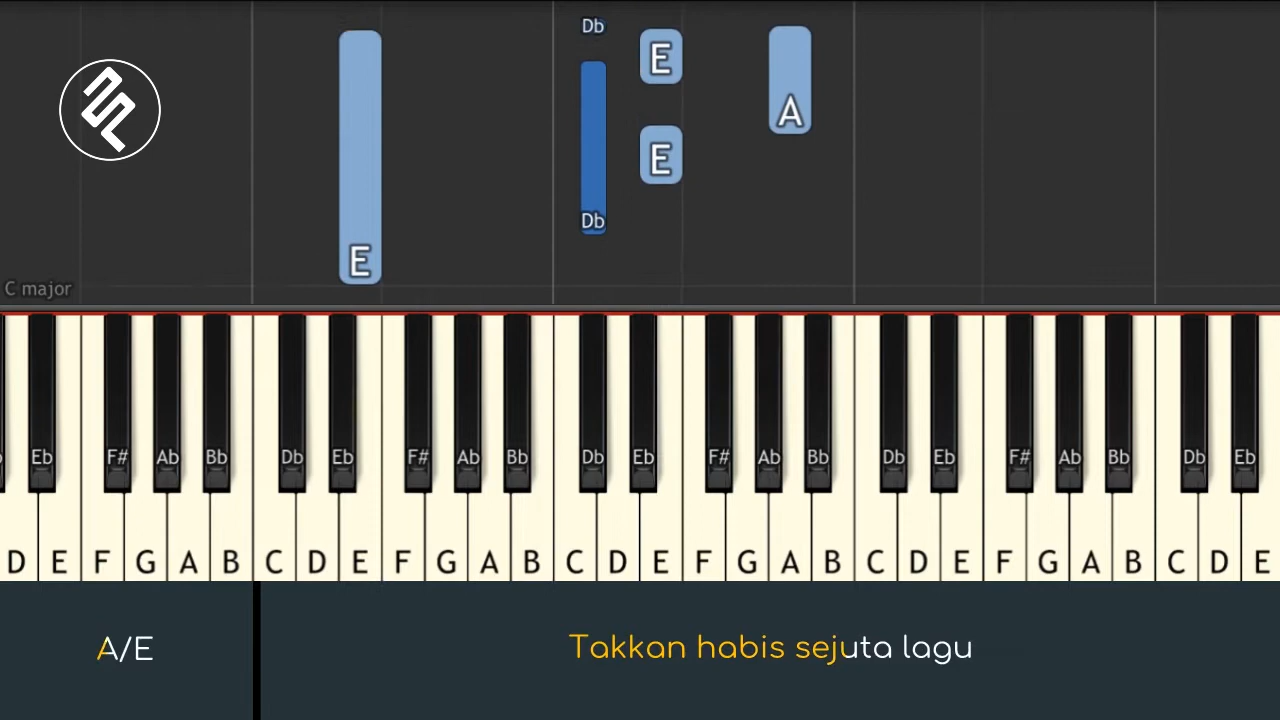 Db
E
A
E
Db
E
C major
Eb F# Ab Bb Db Eb F# Ab Bb Db Eb F# Ab Bb Db Eb F# Ab Bb Db Eb
D E F G A B C D E F G A B C D E F G A B C D E F G A B C D E
A/E
Takkan habis sejuta lagu